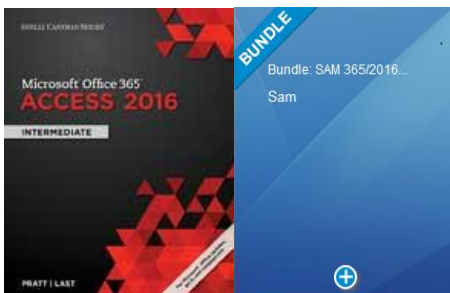 SHELLY CASHMAN SERIES
Microsoft Office 365
ACCESS 2016
INTERMEDIATE
PRATT | LAST
BUNDLE
Bundle: SAM 365/2016...
Sam